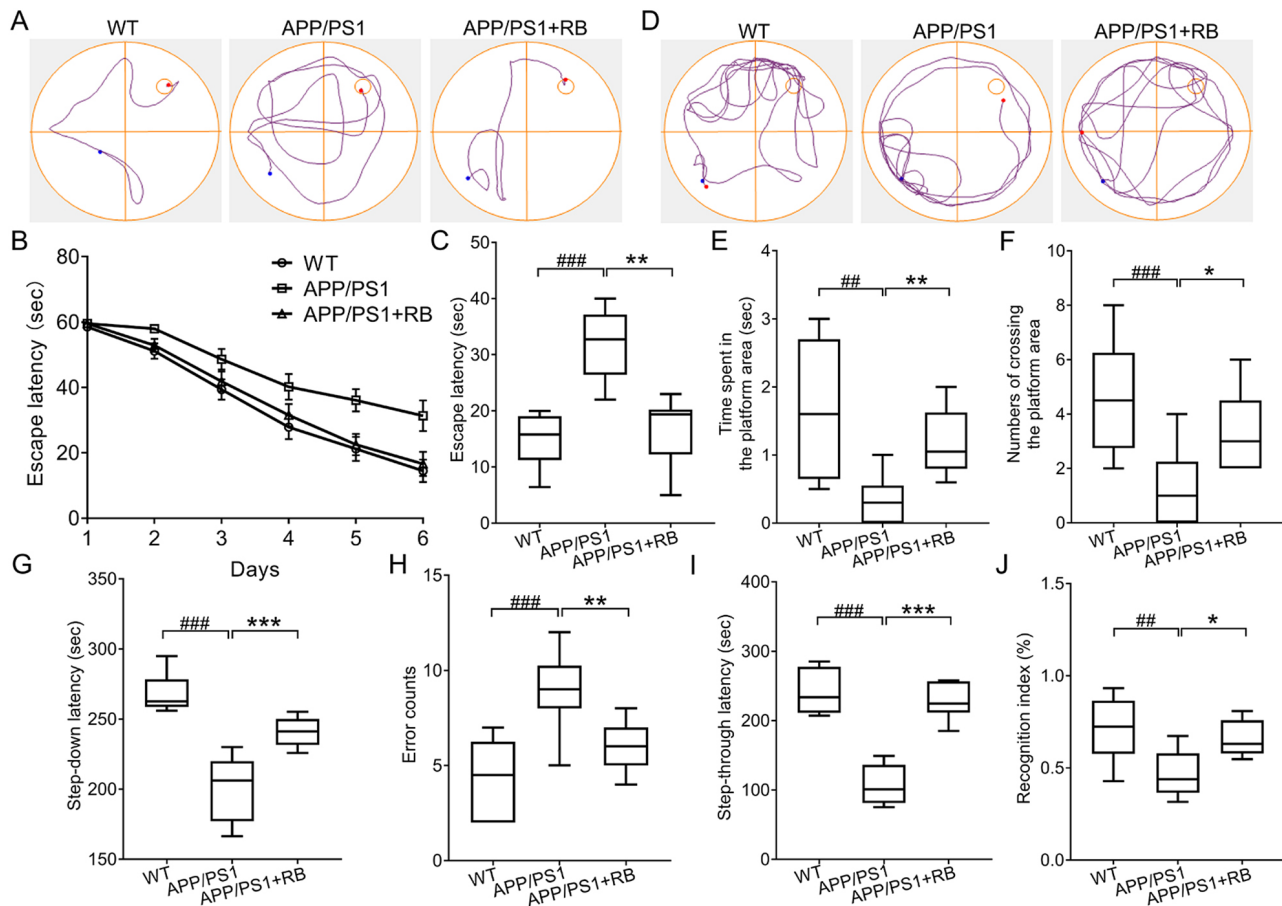 A
WT
APP/PS1
APP/PS1+RB
D
WT
APP/PS1
APP/PS1+RB
B
Escape latency (sec)
80
60
40
20
0
1 2 3 4 5 6
Days
WT
APP/PS1
APP/PS1+RB
C
Escape latency (sec)
50
40
30
20
10
0
### **
WT APP/PS1 APP/PS1+RB
E
Time spent in
the platform area (sec)
4
3
2
1
0
## **
WT APP/PS1 APP/PS1+RB
F
Numbers of crossing
the platform area
10
8
6
4
2
0
### *
WT APP/PS1 APP/PS1+RB
G
Step-down latency (sec)
350
300
250
200
150
### ***
WT APP/PS1 APP/PS1+RB
H
Error counts
15
10
5
0
### **
WT APP/PS1 APP/PS1+RB
I
Step-through latency (sec)
400
300
200
100
0
### ***
WT APP/PS1 APP/PS1+RB
J
Recognition index (%)
1.5
1.0
0.5
0.0
## *
WT APP/PS1 APP/PS1+RB